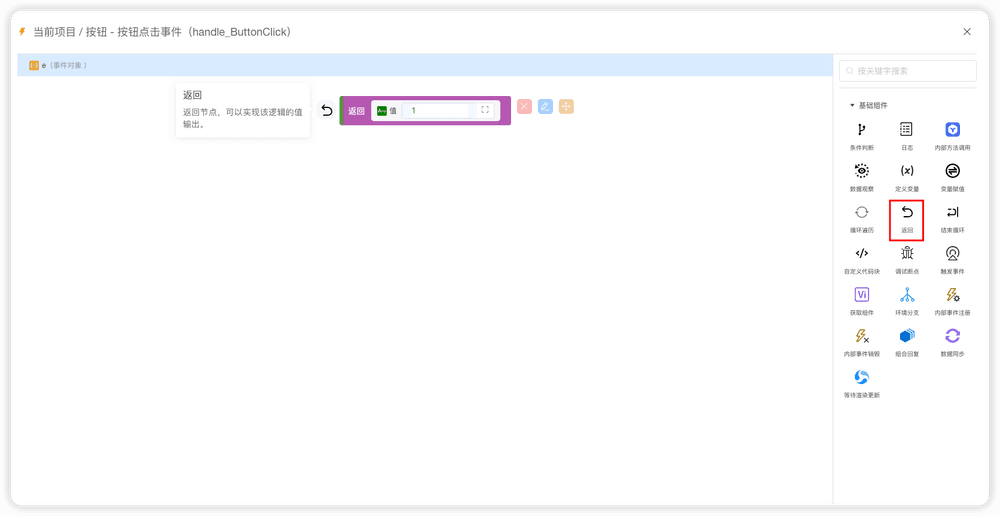 当前项目 / 按钮 - 按钮点击事件（handle_ButtonClick）
e（事件对象 ）
返回
返回节点，可以实现该逻辑的值
输出。
返回 Any 值 1
按关键字搜索
基础组件
条件判断 日志 内部方法调用
数据观察 (x) 定义变量 变量赋值
循环遍历 返回 结束循环
自定义代码块 调试断点 触发事件
Vi 获取组件 环境分支 内部事件注册
内部事件销毁 组合回复 数据同步
等待渲染更新